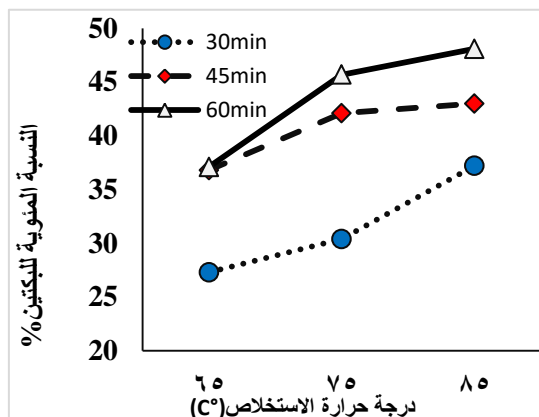 50
45
40
35
30
25
20
30min
45min
60min
النسبة المئوية للبكتين%
٦٥ ٧٥ ٨٥
درجة حرارة الاستخلاص(C°)